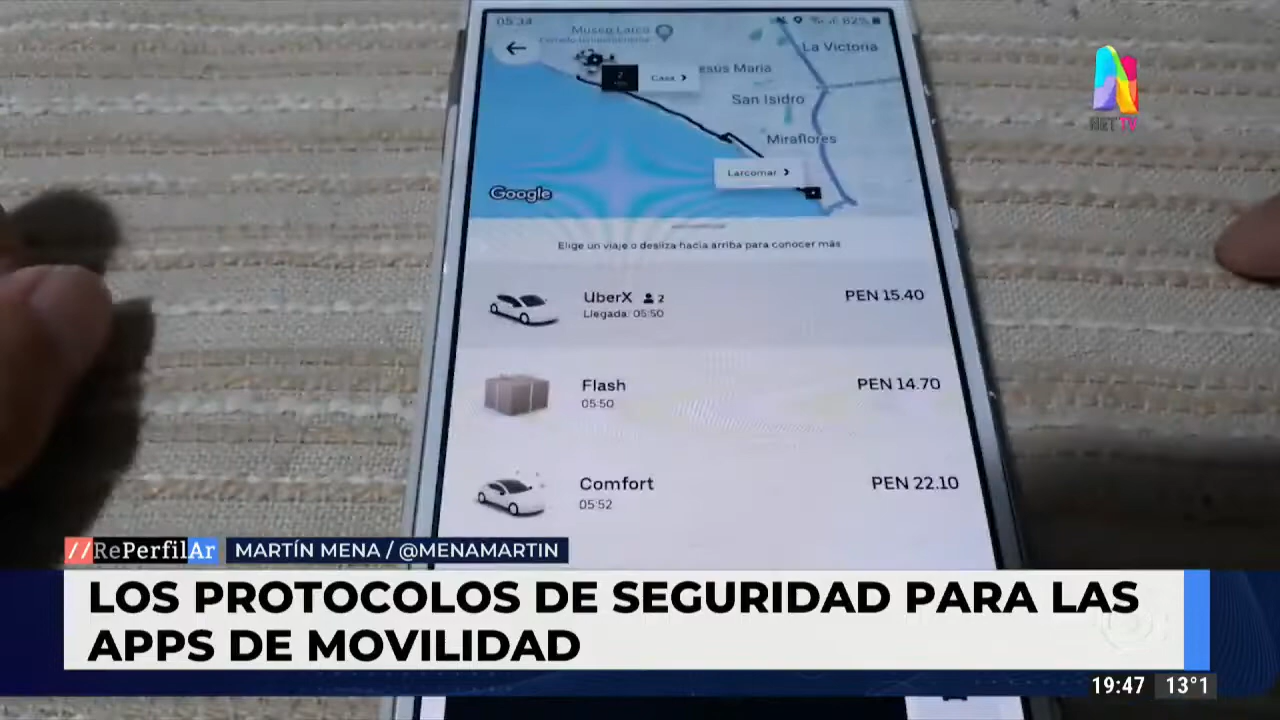 05:34
82%
Museo Larco
La Victoria
2
Casa
esús Maria
San Isidro
Miraflores
Larcomar
Google
Elige un viaje o desliza hacia arriba para conocer más
UberX 2
PEN 15.40
Llegada: 05:50
Flash
PEN 14.70
05:50
Comfort
PEN 22.10
05:52
NET TV
//RePerfilAr
MARTÍN MENA / @MENAMARTIN
LOS PROTOCOLOS DE SEGURIDAD PARA LAS
APPS DE MOVILIDAD
19:47 13°1